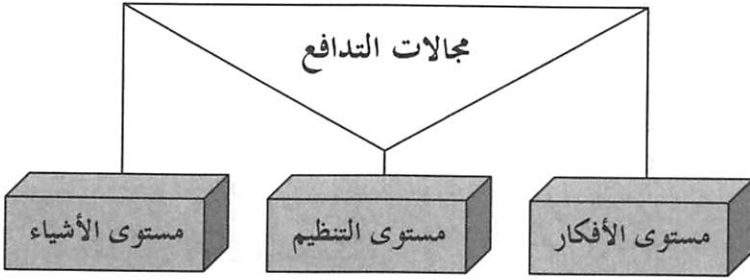 مجالات التدافع
مستوى الأفكار
مستوى التنظيم
مستوى الأشياء